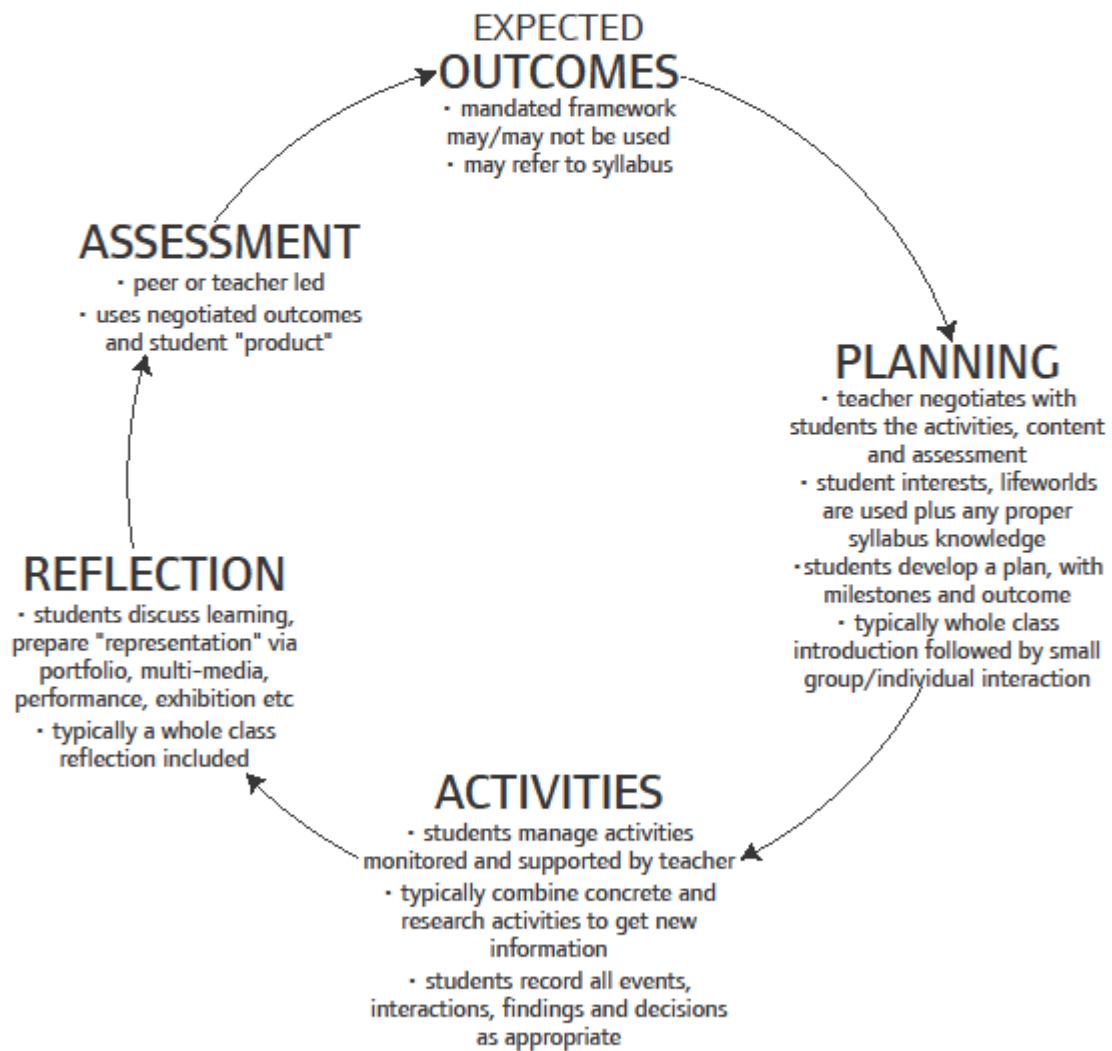 EXPECTED
OUTCOMES
• mandated framework
may/may not be used
• may refer to syllabus
PLANNING
• teacher negotiates with
students the activities, content
and assessment
• student interests, lifeworlds
are used plus any proper
syllabus knowledge
•students develop a plan, with
milestones and outcome
• typically whole class
introduction followed by small
group/individual interaction
ACTIVITIES
• students manage activities
monitored and supported by teacher
• typically combine concrete and
research activities to get new
information
• students record all events,
interactions, findings and decisions
as appropriate
REFLECTION
• students discuss learning,
prepare "representation" via
portfolio, multi-media,
performance, exhibition etc
• typically a whole class
reflection included
ASSESSMENT
• peer or teacher led
• uses negotiated outcomes
and student "product"